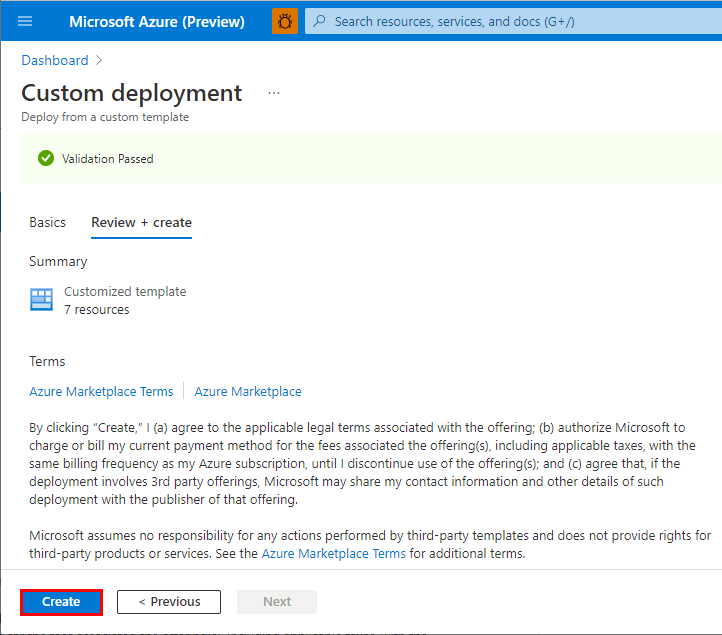 Microsoft Azure (Preview)
Search resources, services, and docs (G+/)
Dashboard >
Custom deployment ...
Deploy from a custom template
Validation Passed
Basics Review + create
Summary
Customized template
7 resources
Terms
Azure Marketplace Terms Azure Marketplace
By clicking “Create,” I (a) agree to the applicable legal terms associated with the offering; (b) authorize Microsoft to
charge or bill my current payment method for the fees associated the offering(s), including applicable taxes, with the
same billing frequency as my Azure subscription, until I discontinue use of the offering(s); and (c) agree that, if the
deployment involves 3rd party offerings, Microsoft may share my contact information and other details of such
deployment with the publisher of that offering.
Microsoft assumes no responsibility for any actions performed by third-party templates and does not provide rights for
third-party products or services. See the Azure Marketplace Terms for additional terms.
Create < Previous Next